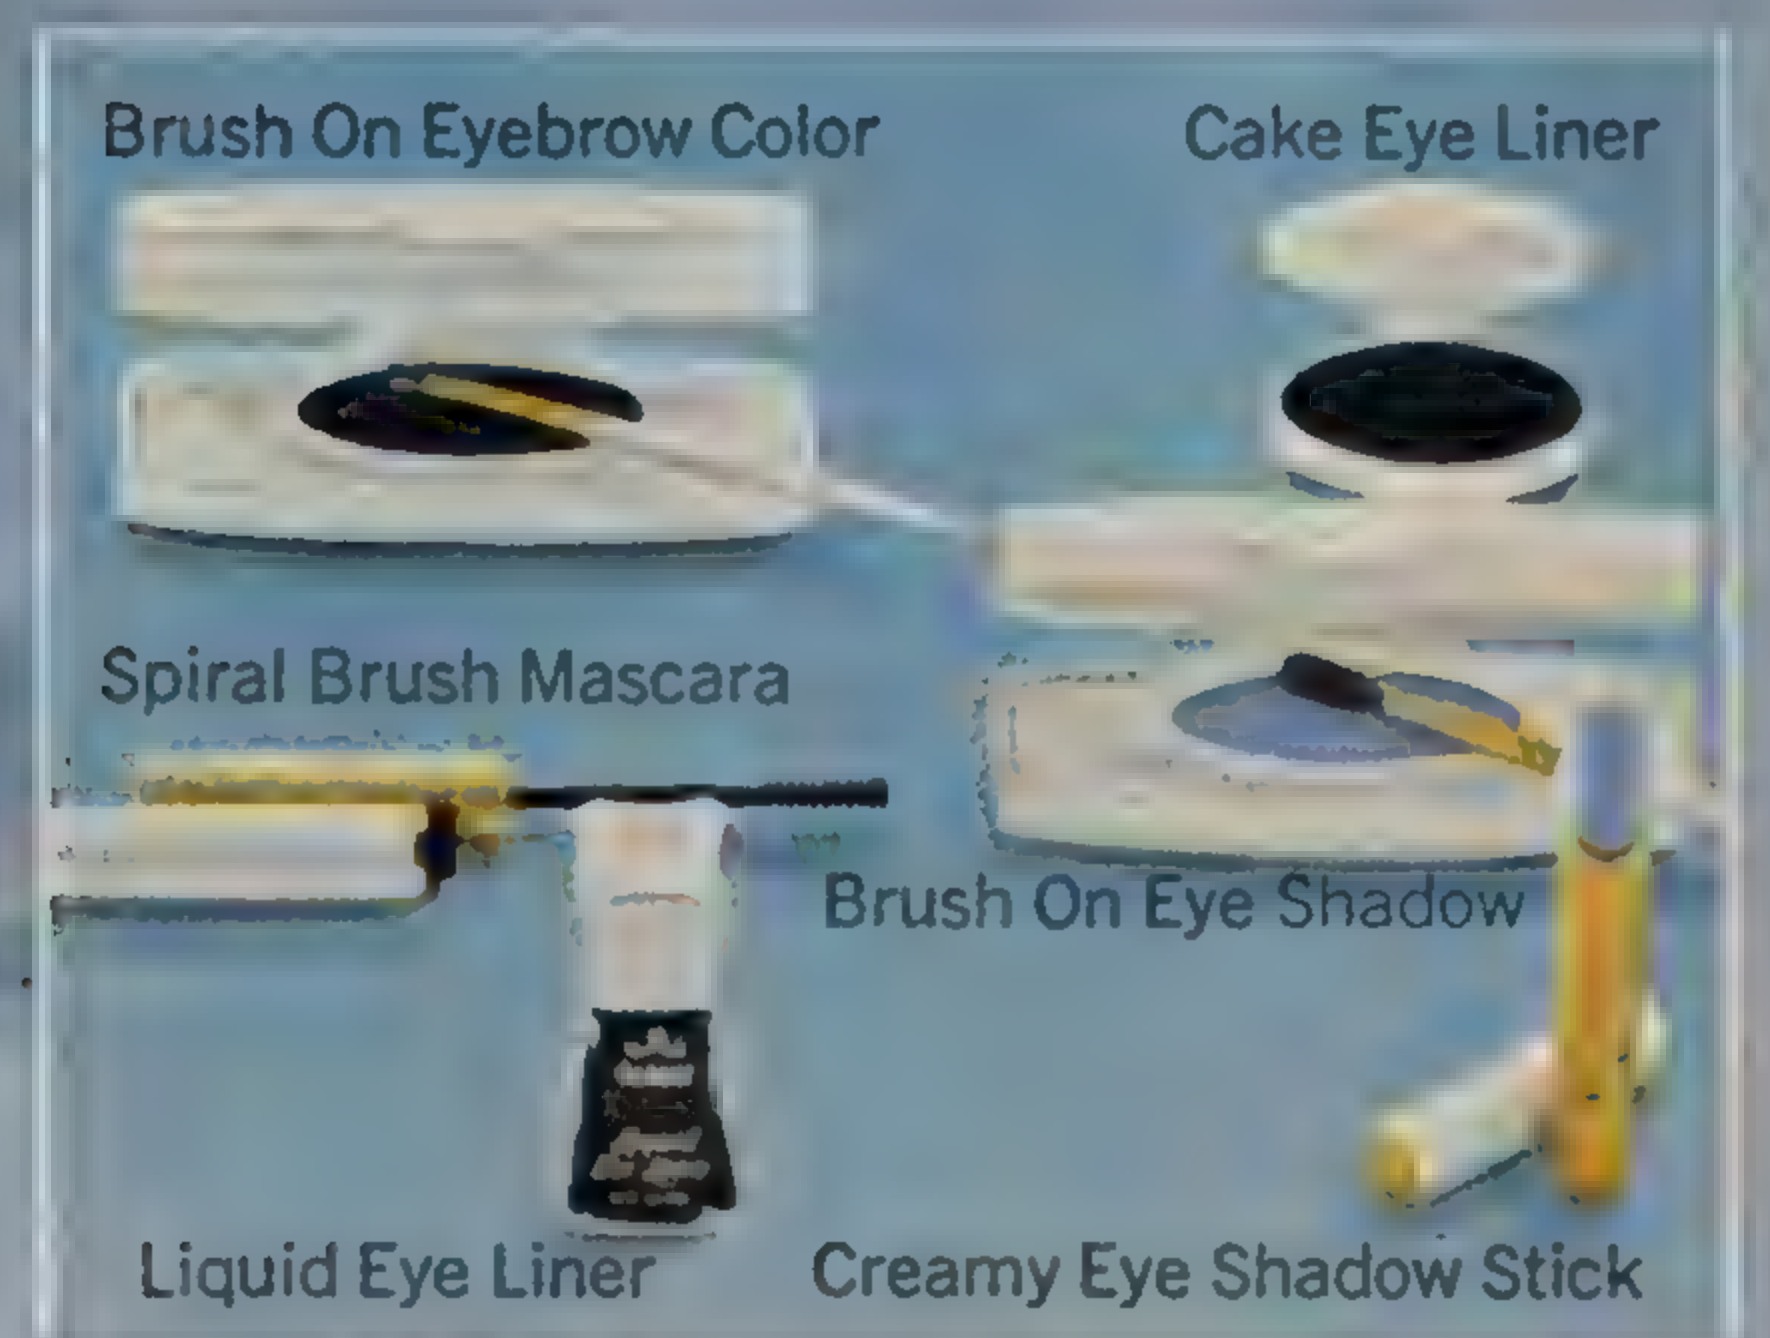 Brush On Eyebrow Color
Cake Eye Liner
Spiral Brush Mascara
Brush On Eye Shadow
Liquid Eye Liner
Creamy Eye Shadow Stick